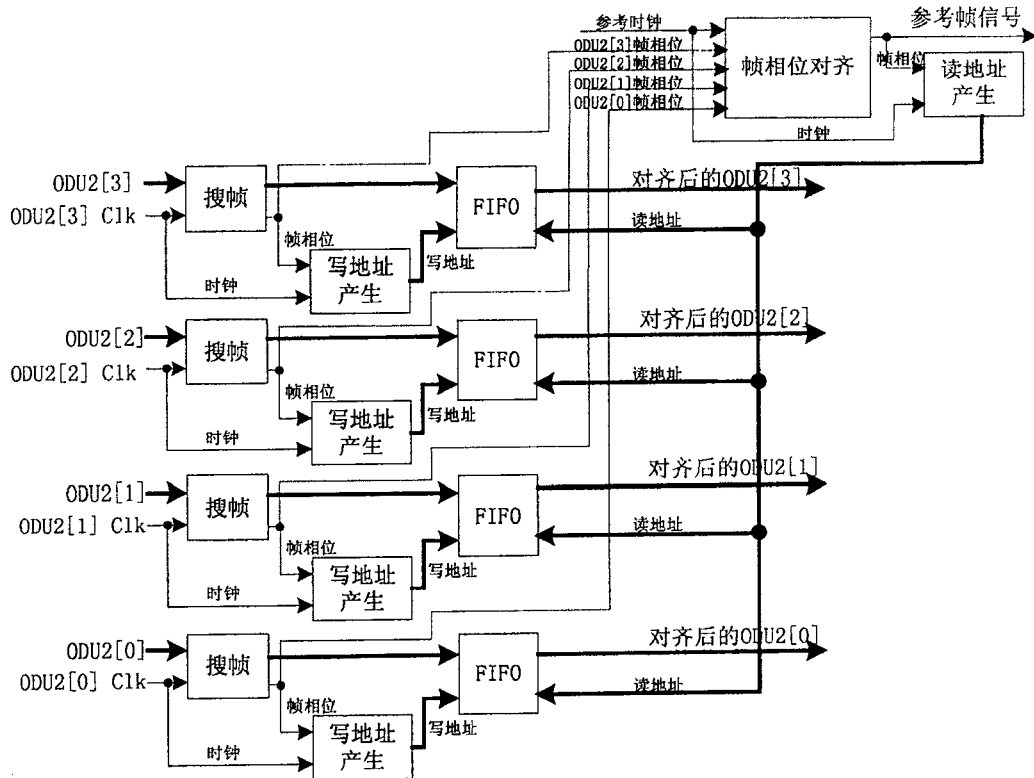 参考时钟
参考帧信号
ODU2[3]帧相位
ODU2[2]帧相位
ODU2[1]帧相位
ODU2[0]帧相位
帧相位对齐
帧相位
读地址
产生
时钟
ODU2[3]
ODU2[3] Clk
搜帧
帧相位
时钟
写地址
产生
写地址
FIFO
对齐后的ODU2[3]
读地址
ODU2[2]
ODU2[2] Clk
搜帧
帧相位
时钟
写地址
产生
写地址
FIFO
对齐后的ODU2[2]
读地址
ODU2[1]
ODU2[1] Clk
搜帧
帧相位
时钟
写地址
产生
写地址
FIFO
对齐后的ODU2[1]
读地址
ODU2[0]
ODU2[0] Clk
搜帧
帧相位
时钟
写地址
产生
写地址
FIFO
对齐后的ODU2[0]
读地址